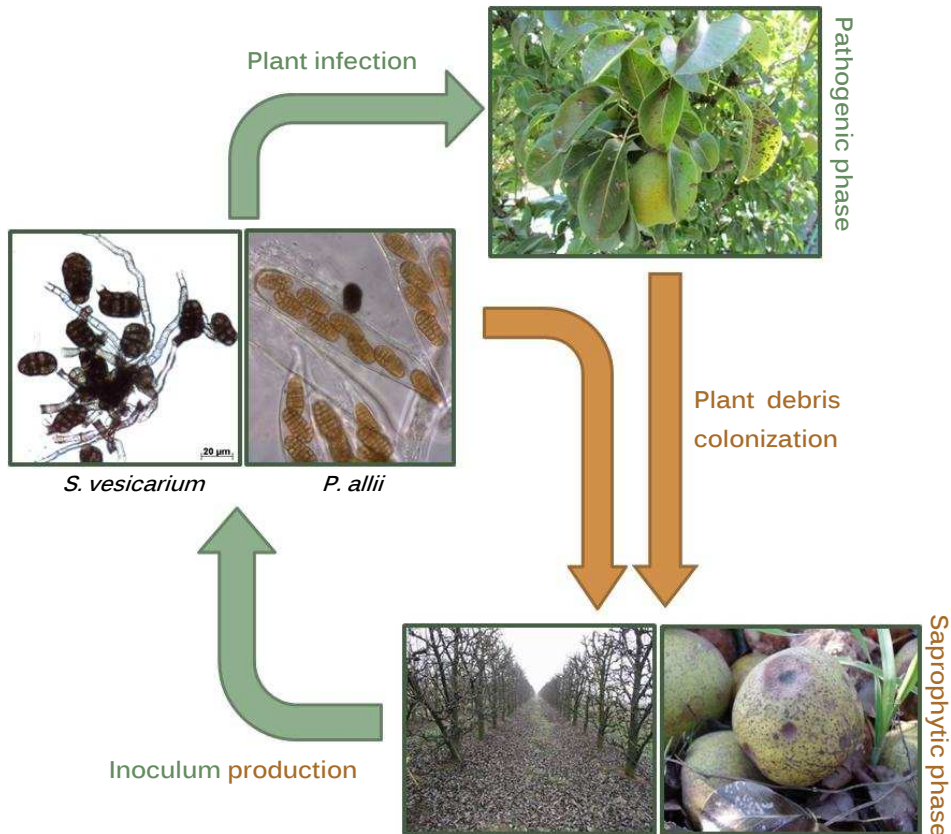 Plant infection
Pathogenic phase
20 µm
S. vesicarium
P. allii
Plant debris
colonization
Saprophytic phase
Inoculum production